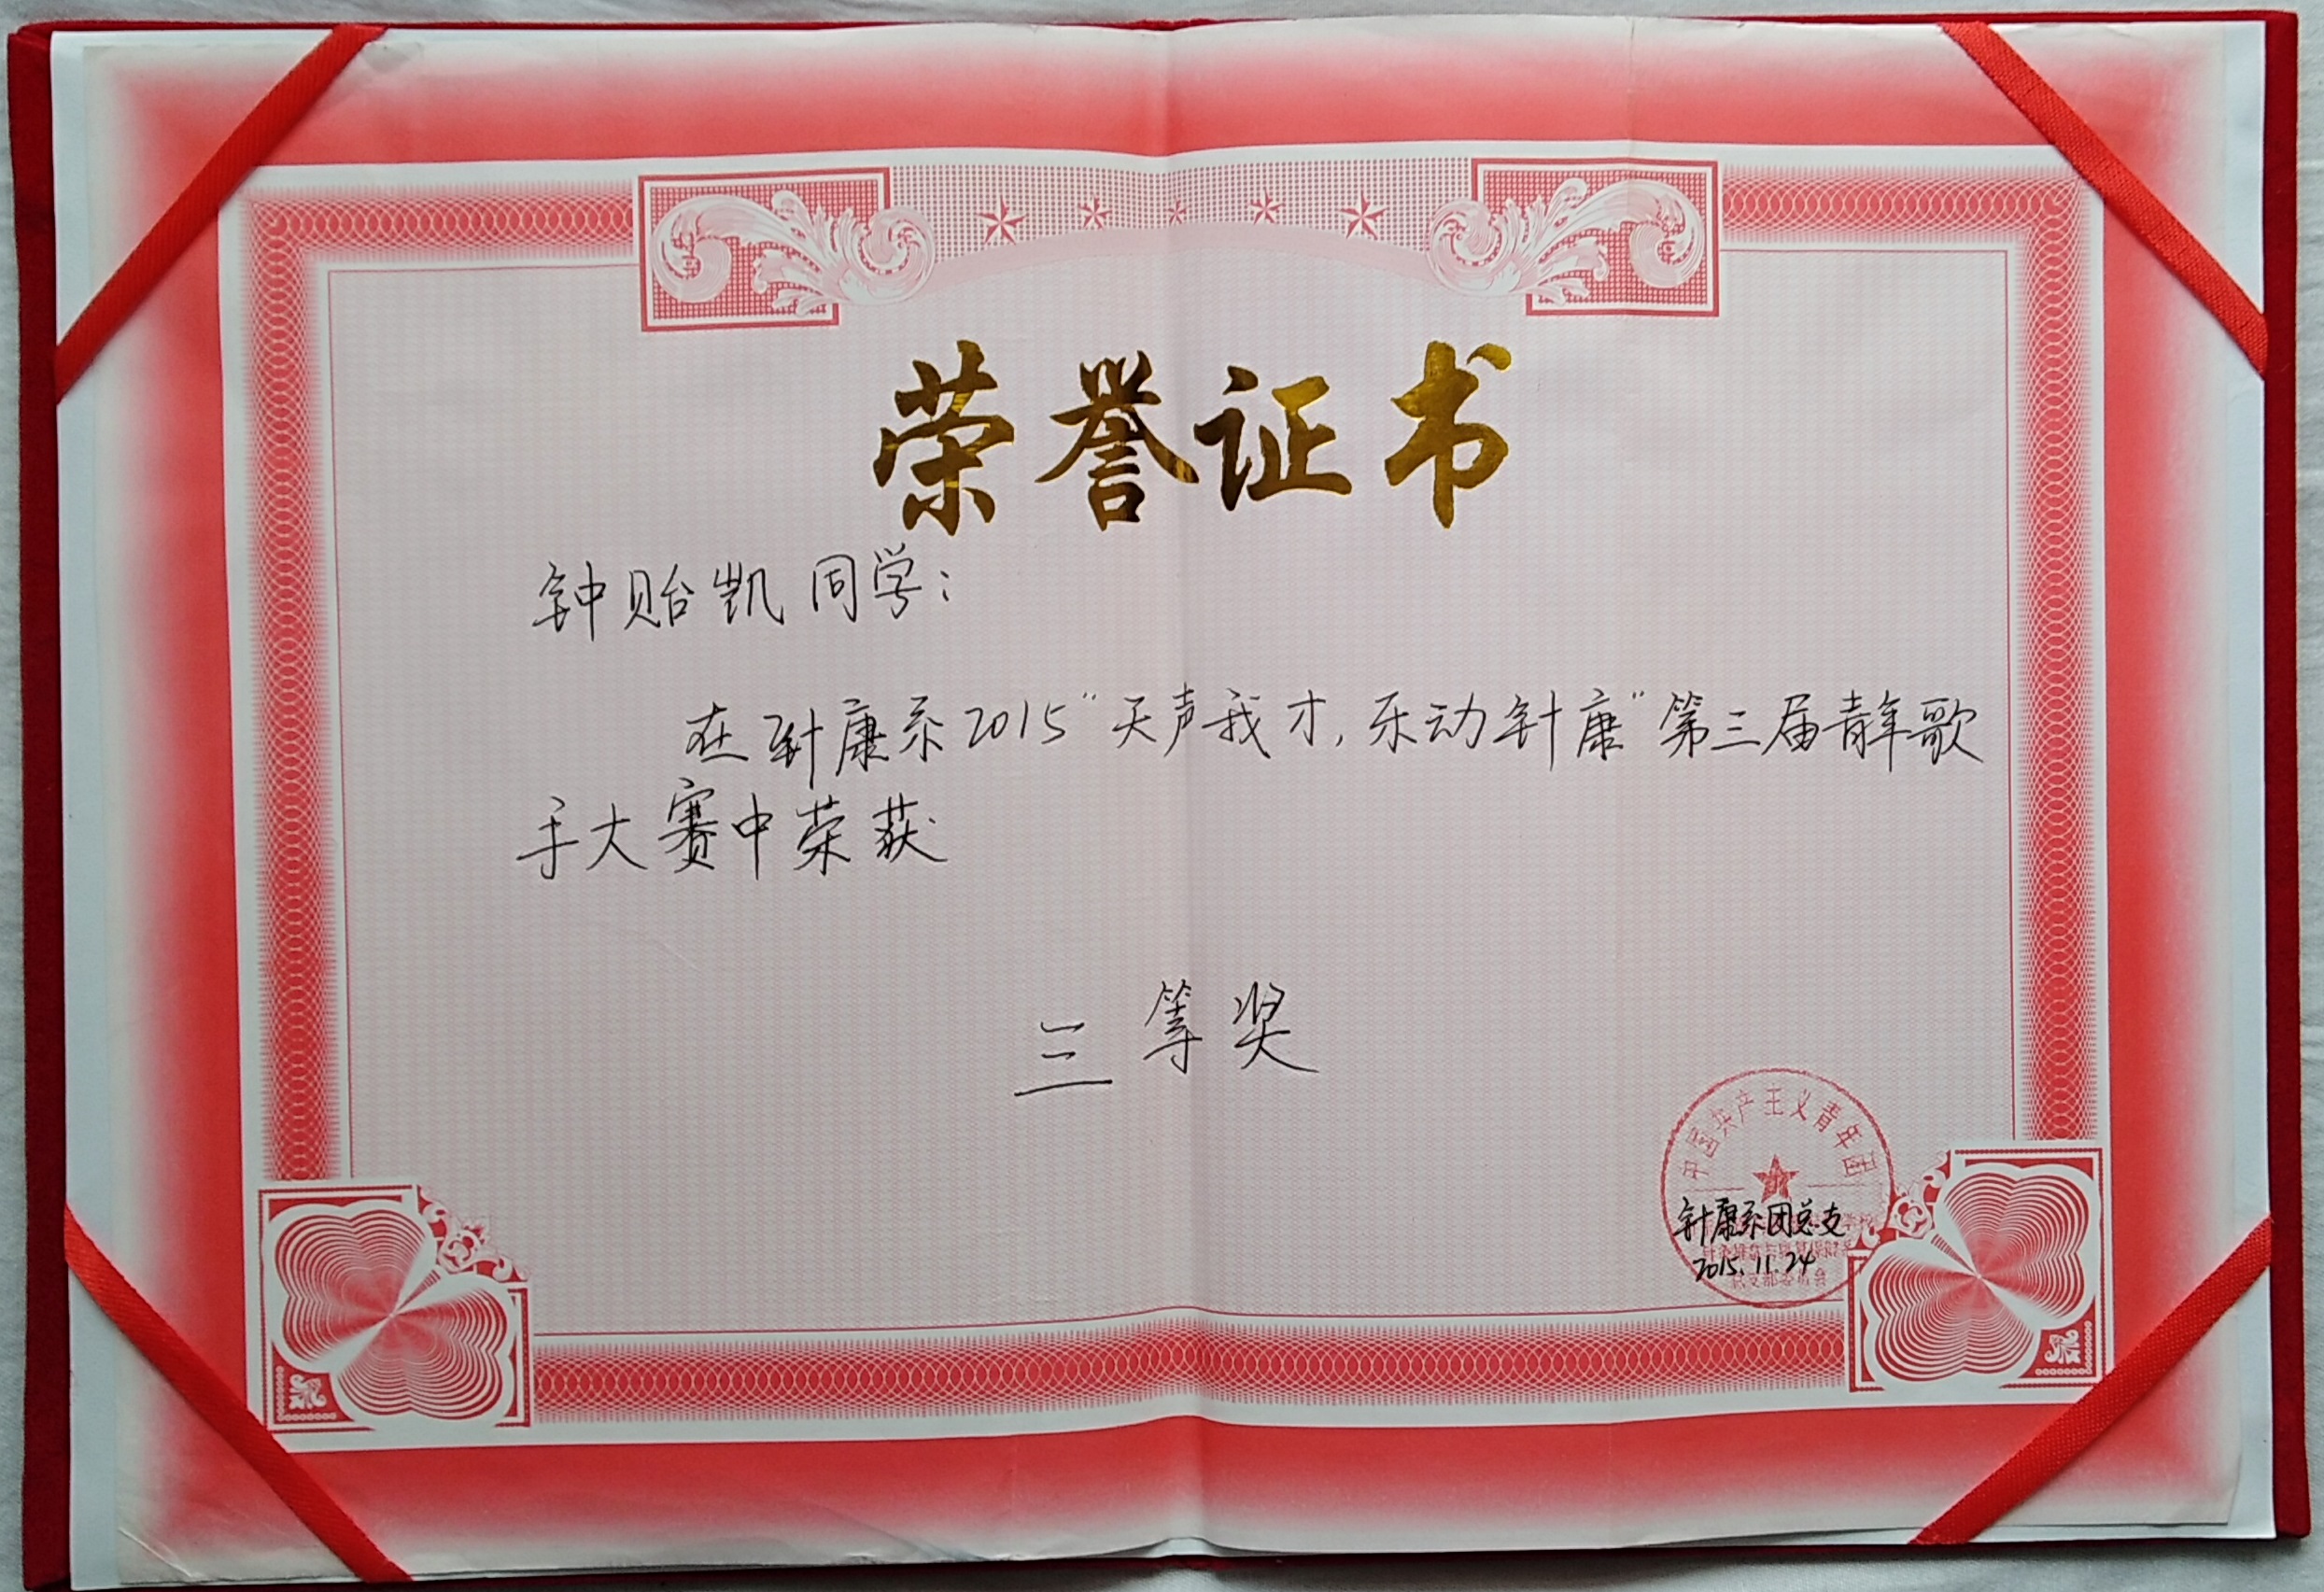 荣誉证书
钟贻凯同学：
在针康系2015“天声我才，乐动针康”第三届青年歌
手大赛中荣获
三等奖
中国共产主义青年团
针康系团总支
2015.11.24